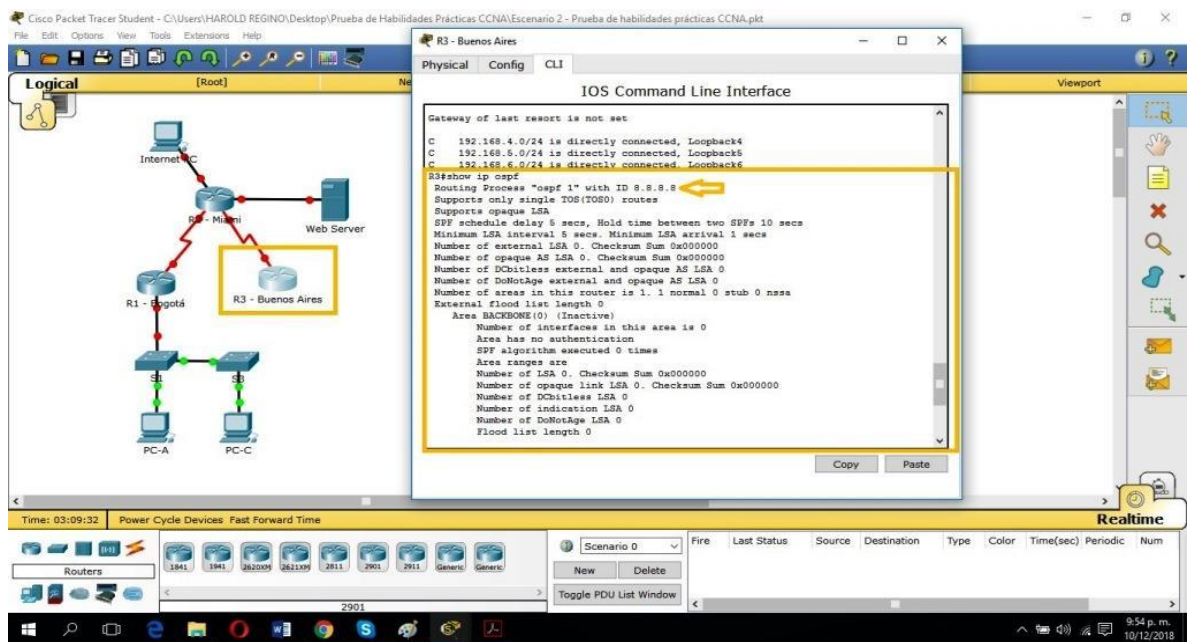 Cisco Packet Tracer Student - C:\Users\HAROLD REGINO\Desktop\Prueba de Habilidades Prácticas CCNA\Escenario 2 - Prueba de habilidades prácticas CCNA.pkt
File Edit Options View Tools Extensions Help
Logical
[Root]
Ne
Viewport
Internet PC
R2 - Miami
Web Server
R1 - Bogotá
R3 - Buenos Aires
S1
S3
PC-A
PC-C
R3 - Buenos Aires
Physical Config CLI
IOS Command Line Interface
Gateway of last resort is not set
C 192.168.4.0/24 is directly connected, Loopback4
C 192.168.5.0/24 is directly connected, Loopback5
C 192.168.6.0/24 is directly connected, Loopback6
R3#show ip ospf
Routing Process "ospf 1" with ID 8.8.8.8
Supports only single TOS(TOS0) routes
Supports opaque LSA
SPF schedule delay 5 secs, Hold time between two SPFs 10 secs
Minimum LSA interval 5 secs. Minimum LSA arrival 1 secs
Number of external LSA 0. Checksum Sum 0x000000
Number of opaque AS LSA 0. Checksum Sum 0x000000
Number of DCbitless external and opaque AS LSA 0
Number of DoNotAge external and opaque AS LSA 0
Number of areas in this router is 1. 1 normal 0 stub 0 nssa
External flood list length 0
Area BACKBONE(0) (Inactive)
Number of interfaces in this area is 0
Area has no authentication
SPF algorithm executed 0 times
Area ranges are
Number of LSA 0. Checksum Sum 0x000000
Number of opaque link LSA 0. Checksum Sum 0x000000
Number of DCbitless LSA 0
Number of indication LSA 0
Number of DoNotAge LSA 0
Flood list length 0
Copy Paste
Time: 03:09:32 Power Cycle Devices Fast Forward Time
Realtime
Routers
1841 1941 2620XM 2621XM 2811 2901 2911 Generic Generic
2901
Scenario 0
New Delete
Toggle PDU List Window
Fire Last Status Source Destination Type Color Time(sec) Periodic Num
9:54 p. m.
10/12/2018